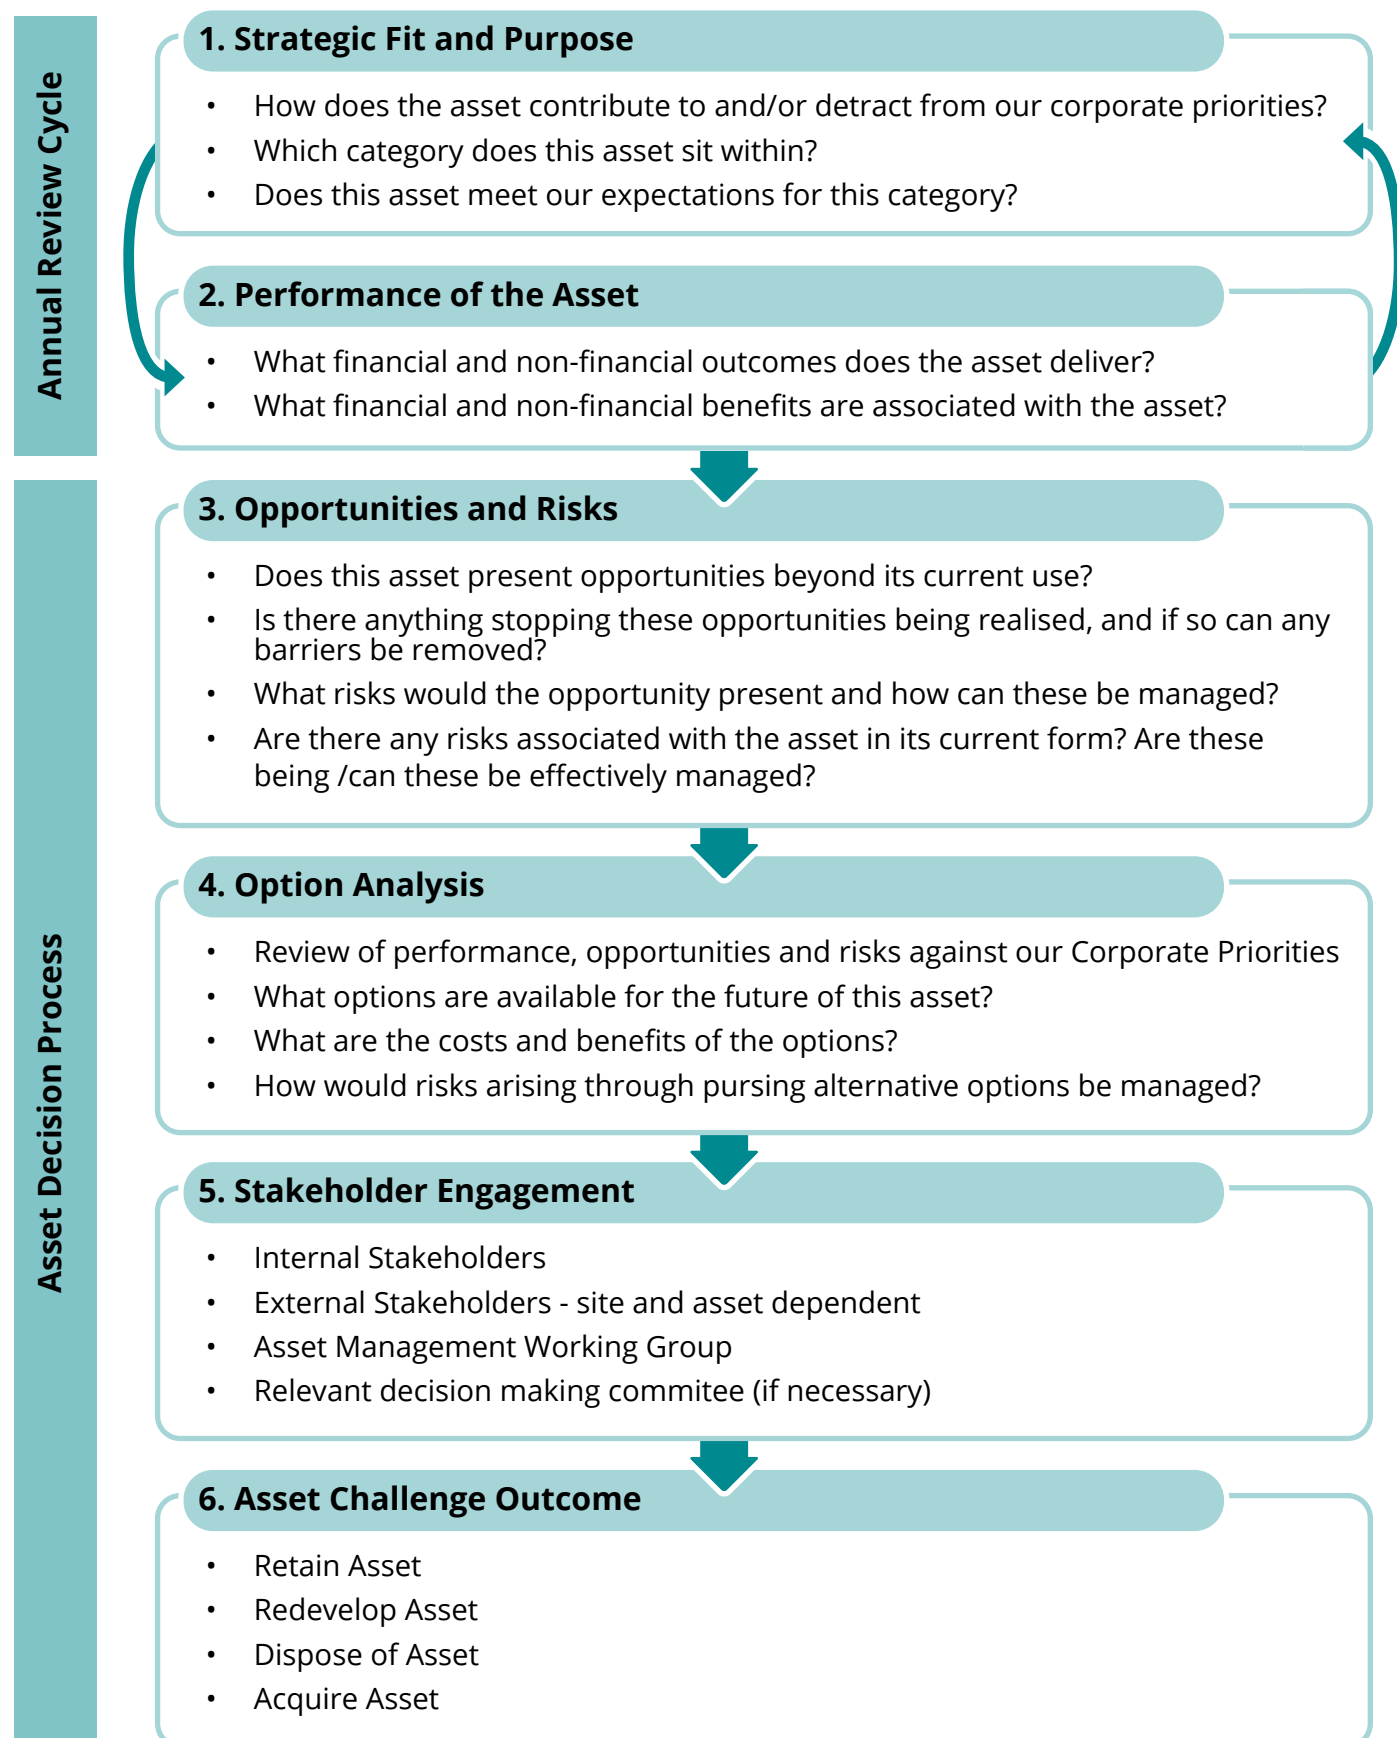 Annual Review Cycle
1. Strategic Fit and Purpose
• How does the asset contribute to and/or detract from our corporate priorities?
• Which category does this asset sit within?
• Does this asset meet our expectations for this category?
2. Performance of the Asset
• What financial and non-financial outcomes does the asset deliver?
• What financial and non-financial benefits are associated with the asset?
Asset Decision Process
3. Opportunities and Risks
• Does this asset present opportunities beyond its current use?
• Is there anything stopping these opportunities being realised, and if so can any
barriers be removed?
• What risks would the opportunity present and how can these be managed?
• Are there any risks associated with the asset in its current form? Are these
being /can these be effectively managed?
4. Option Analysis
• Review of performance, opportunities and risks against our Corporate Priorities
• What options are available for the future of this asset?
• What are the costs and benefits of the options?
• How would risks arising through pursing alternative options be managed?
5. Stakeholder Engagement
• Internal Stakeholders
• External Stakeholders - site and asset dependent
• Asset Management Working Group
• Relevant decision making commitee (if necessary)
6. Asset Challenge Outcome
• Retain Asset
• Redevelop Asset
• Dispose of Asset
• Acquire Asset